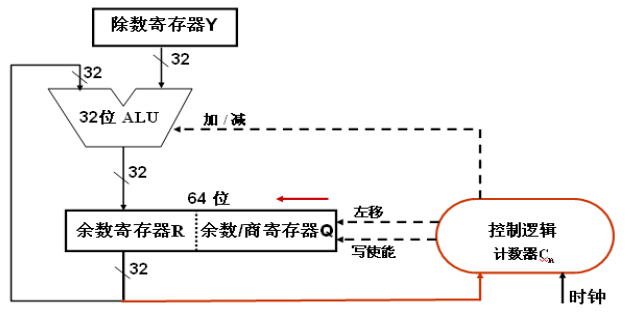 除数寄存器Y
32
32
32位 ALU
加 / 减
32
64 位
余数寄存器R
余数/商寄存器Q
左移
写使能
控制逻辑
计数器Cn
32
时钟